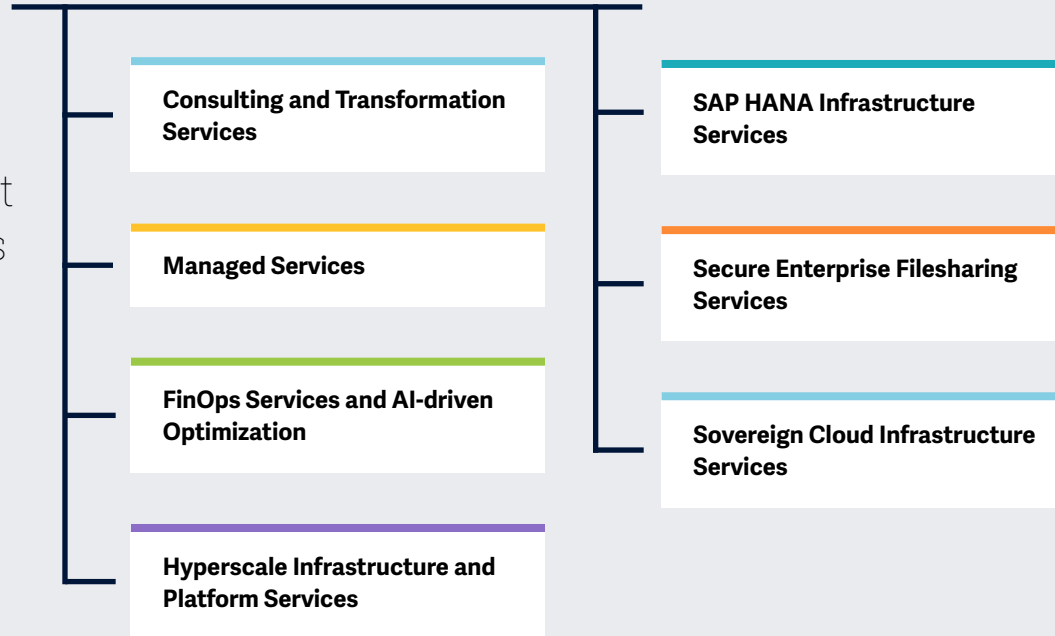 Consulting and Transformation
Services
Managed Services
FinOps Services and AI-driven
Optimization
Hyperscale Infrastructure and
Platform Services
SAP HANA Infrastructure
Services
Secure Enterprise Filesharing
Services
Sovereign Cloud Infrastructure
Services